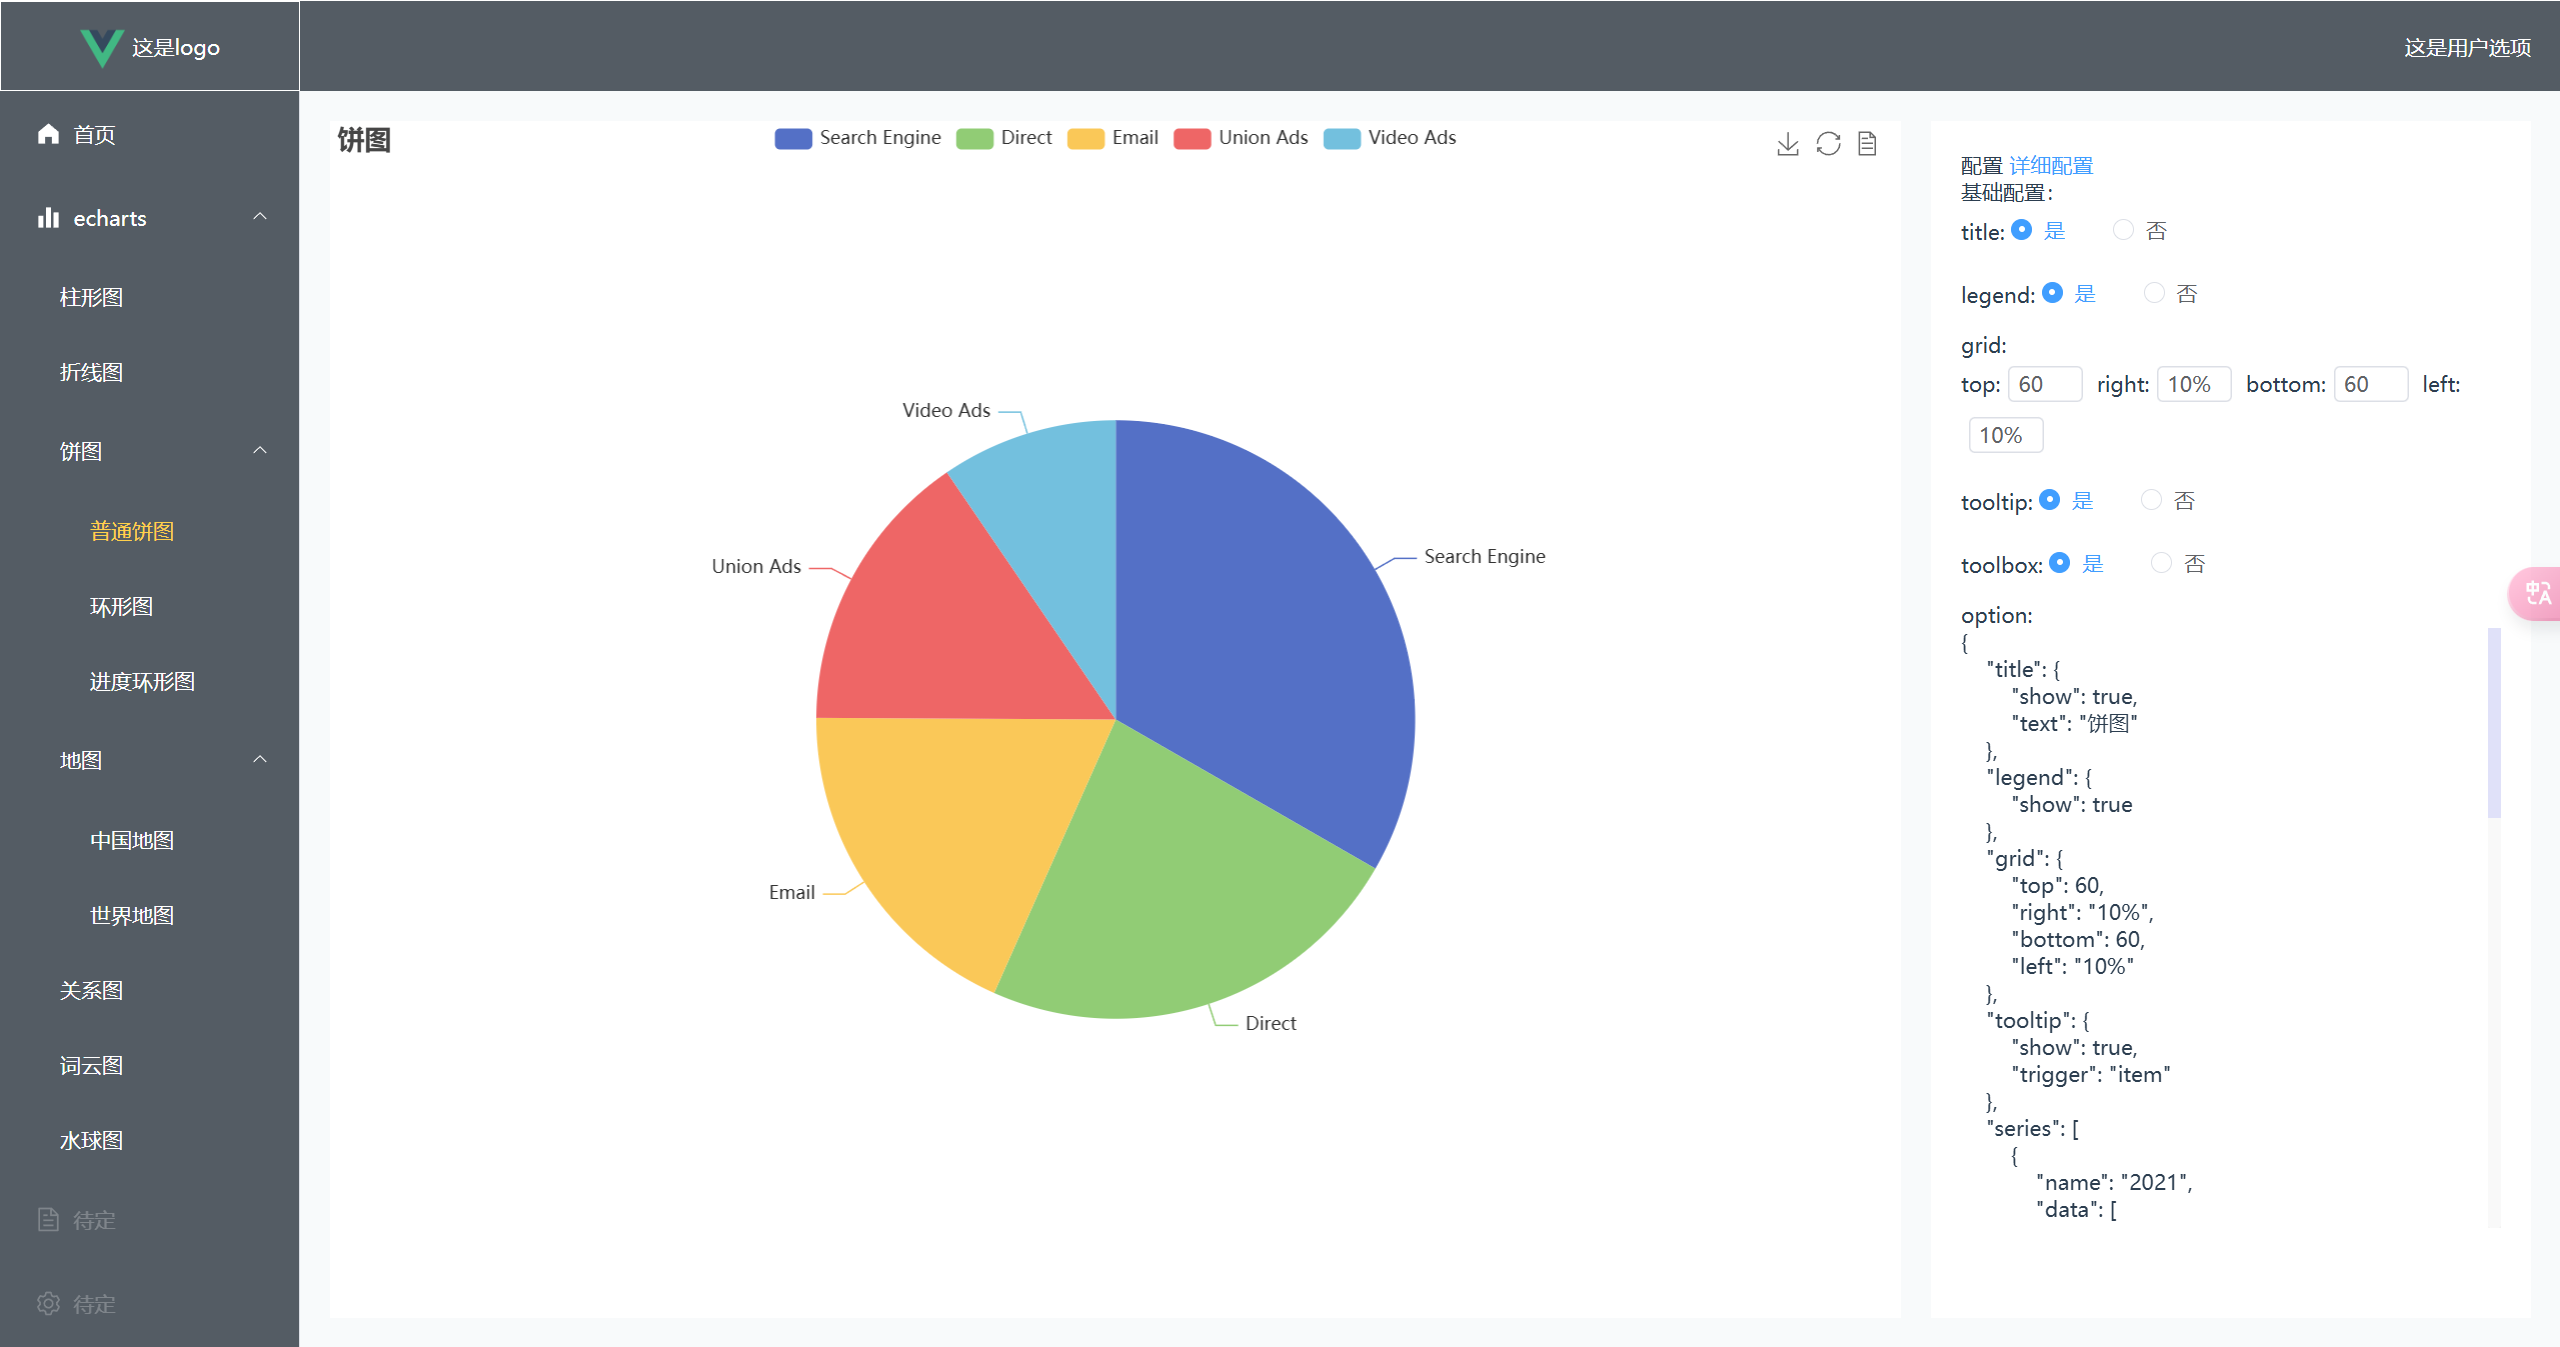 这是logo
这是用户选项
首页
echarts
柱形图
折线图
饼图
普通饼图
环形图
进度环形图
地图
中国地图
世界地图
关系图
词云图
水球图
待定
待定
饼图
Search Engine Direct Email Union Ads Video Ads
Video Ads
Search Engine
Union Ads
Email
Direct
配置 详细配置
基础配置:
title: 是 否
legend: 是 否
grid:
top: 60 right: 10% bottom: 60 left:
10%
tooltip: 是 否
toolbox: 是 否
option:
{
"title": {
"show": true,
"text": "饼图"
},
"legend": {
"show": true
},
"grid": {
"top": 60,
"right": "10%",
"bottom": 60,
"left": "10%"
},
"tooltip": {
"show": true,
"trigger": "item"
},
"series": [
{
"name": "2021",
"data": [
中A